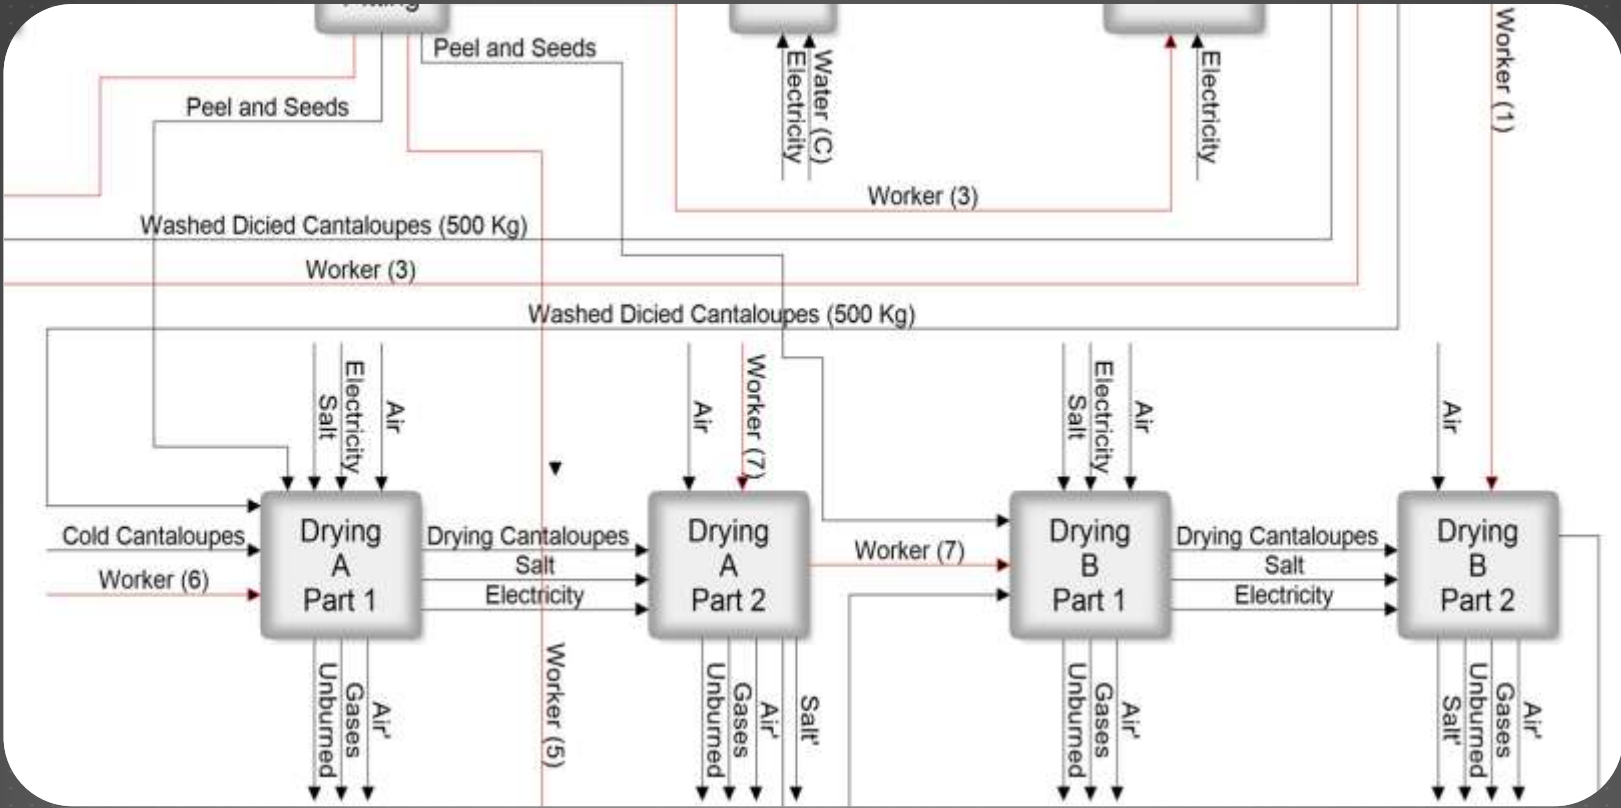 Peel and Seeds
Peel and Seeds
Electricity
Water (C)
Electricity
Worker (1)
Worker (3)
Washed Dicied Cantaloupes (500 Kg)
Worker (3)
Washed Dicied Cantaloupes (500 Kg)
Salt
Electricity
Air
Air
Worker (7)
Salt
Electricity
Air
Air
Cold Cantaloupes
Worker (6)
Drying
A
Part 1
Drying Cantaloupes
Salt
Electricity
Drying
A
Part 2
Worker (7)
Drying
B
Part 1
Drying Cantaloupes
Salt
Electricity
Drying
B
Part 2
Unburned
Gases
Air'
Worker (5)
Unburned
Gases
Air'
Salt'
Unburned
Gases
Air'
Salt'
Unburned
Gases
Air'